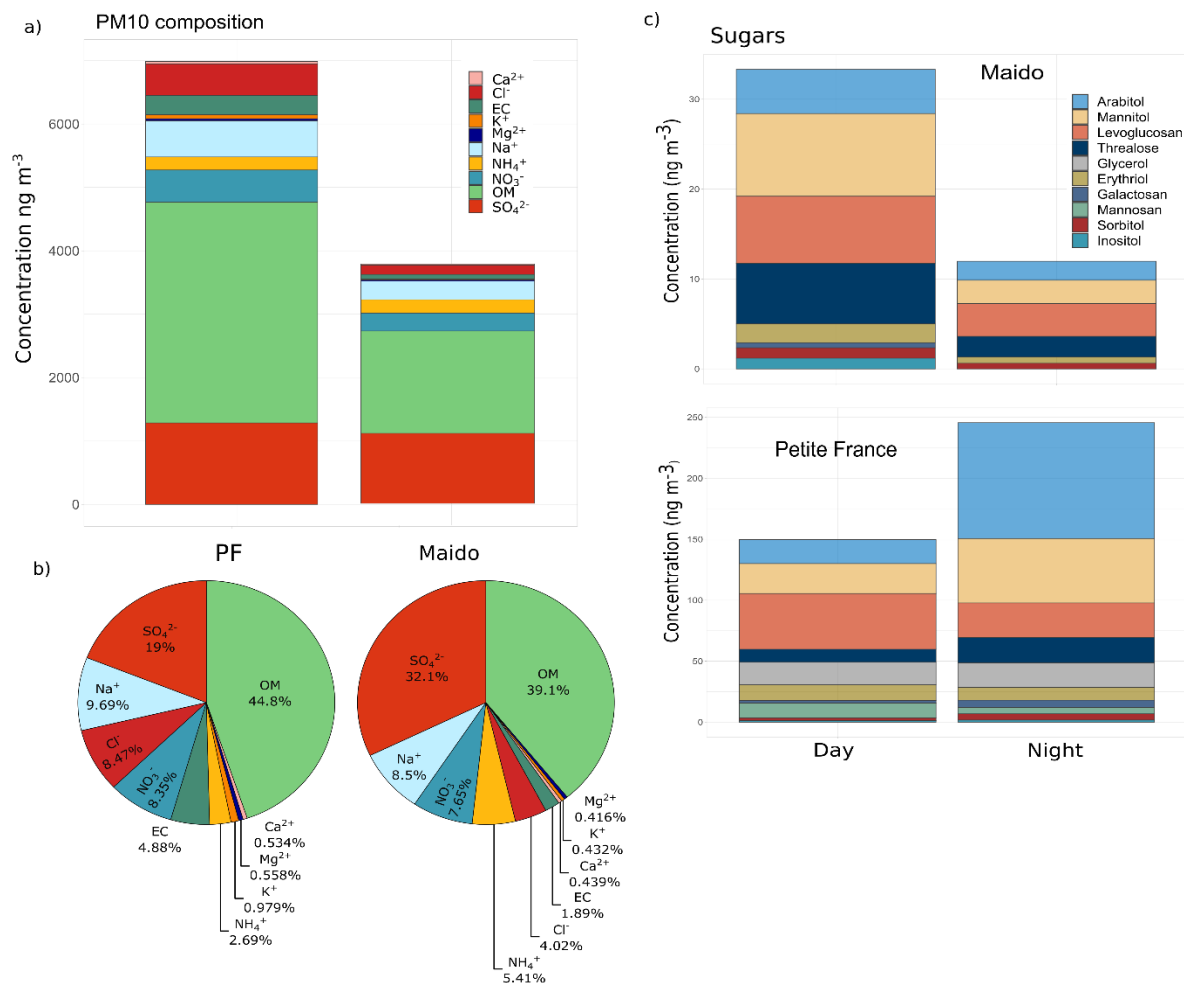 a)
PM10 composition
Concentration ng m⁻³
6000
4000
2000
0
Ca²⁺
Cl⁻
EC
K⁺
Mg²⁺
Na⁺
NH₄⁺
NO₃⁻
OM
SO₄²⁻
b)
PF
SO₄²⁻
19%
OM
44.8%
Na⁺
9.69%
Cl⁻
8.47%
NO₃⁻
8.35%
EC
4.88%
Ca²⁺
0.534%
Mg²⁺
0.558%
K⁺
0.979%
NH₄⁺
2.69%
Maido
SO₄²⁻
32.1%
OM
39.1%
Na⁺
8.5%
NO₃⁻
7.65%
Mg²⁺
0.416%
K⁺
0.432%
Ca²⁺
0.439%
EC
1.89%
Cl⁻
4.02%
NH₄⁺
5.41%
c)
Sugars
Maido
Concentration (ng m⁻³)
30
20
10
0
Arabitol
Mannitol
Levoglucosan
Threalose
Glycerol
Erythriol
Galactosan
Mannosan
Sorbitol
Inositol
Petite France
Concentration (ng m⁻³)
250
200
150
100
50
0
Day
Night